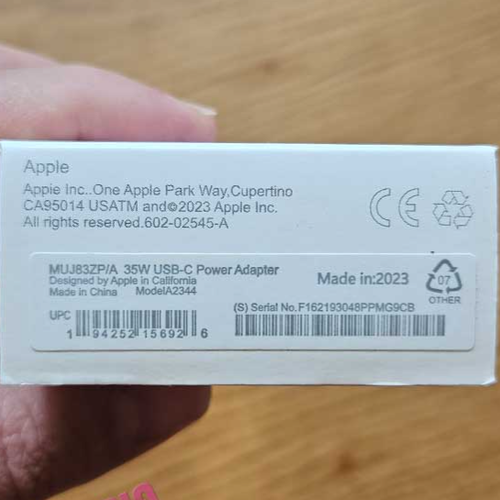 Apple
Appie Inc..One Apple Park Way,Cupertino
CA95014 USATM and©2023 Apple Inc.
All rights reserved.602-02545-A
MUJ83ZP/A 35W USB-C Power Adapter
Designed by Apple in California
Made in China ModelA2344
Made in:2023
07
OTHER
(S) Serial No.F162193048PPMG9CB
UPC
1 94252 15692 6